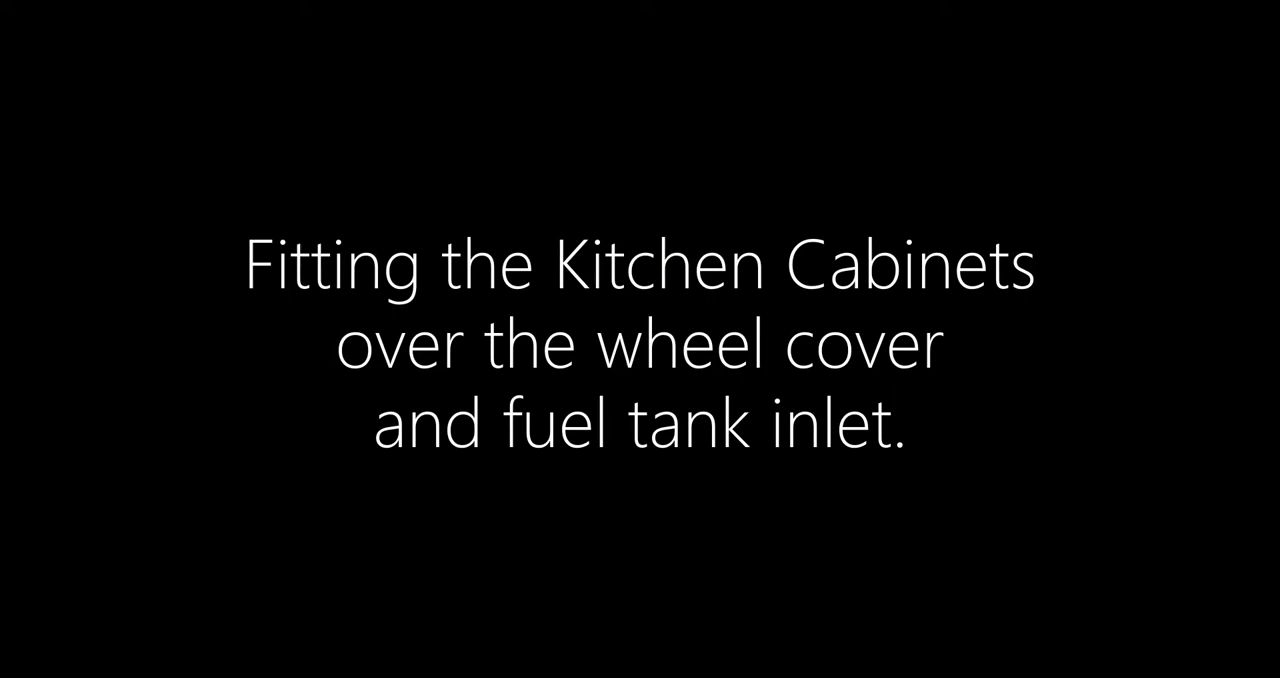 Fitting the Kitchen Cabinets
over the wheel cover
and fuel tank inlet.